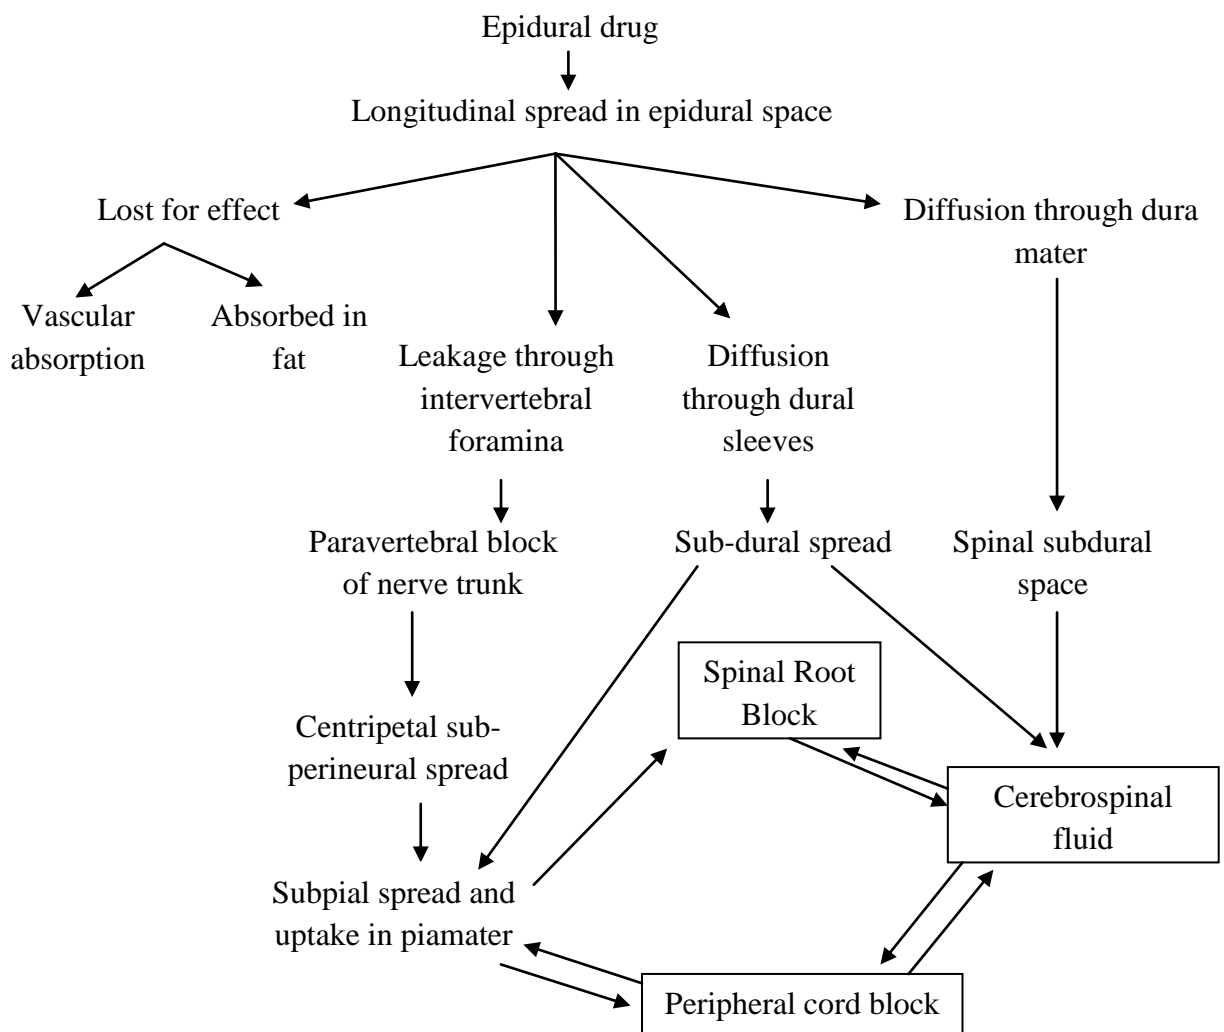 Epidural drug
Longitudinal spread in epidural space
Lost for effect
Diffusion through dura
mater
Vascular
absorption
Absorbed in
fat
Leakage through
intervertebral
foramina
Diffusion
through dural
sleeves
Paravertebral block
of nerve trunk
Sub-dural spread
Spinal subdural
space
Spinal Root
Block
Centripetal sub-
perineural spread
Cerebrospinal
fluid
Subpial spread and
uptake in piamater
Peripheral cord block